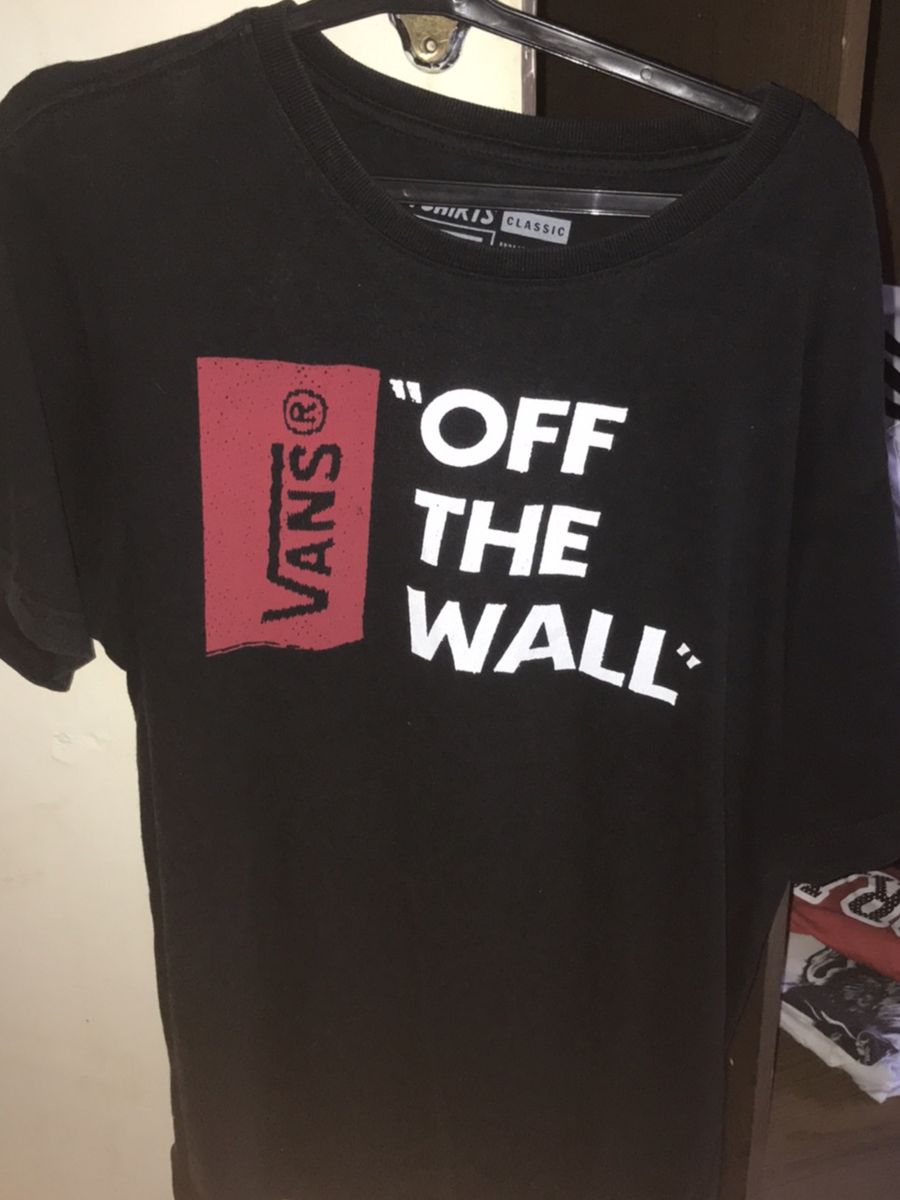 CLASSIC
VANS®
"OFF
THE
WALL"